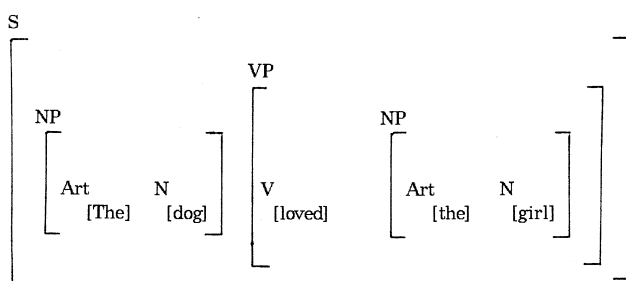 S
VP
NP NP
Art N V Art N
[The] [dog] [loved] [the] [girl]